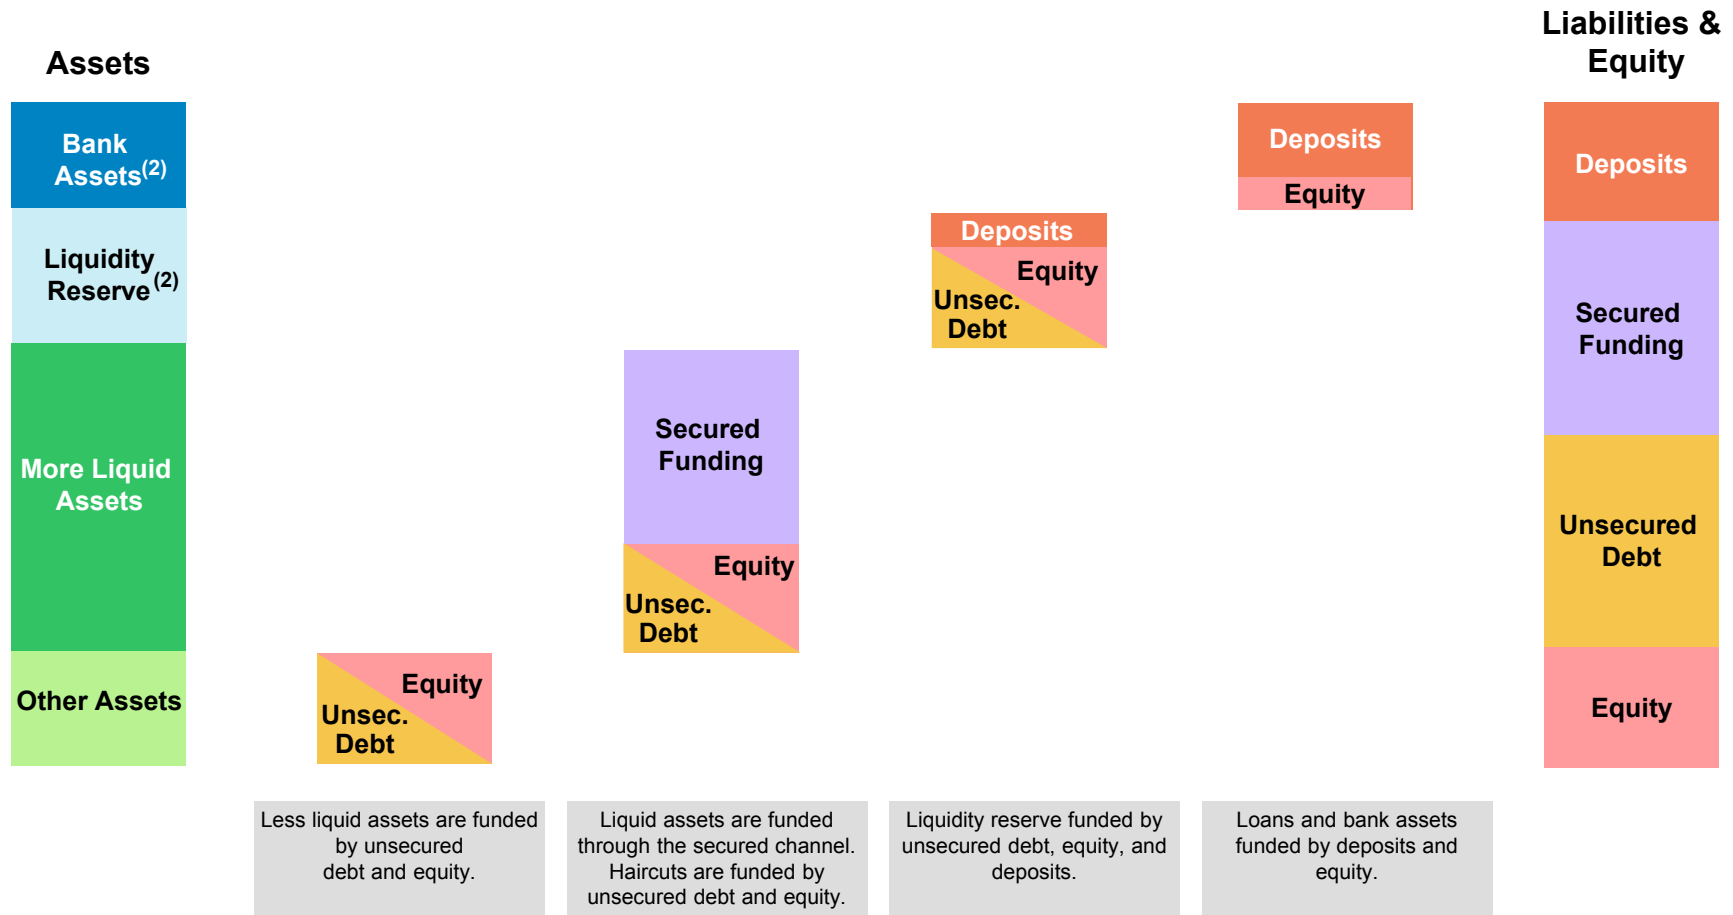 Assets
Liabilities &
Equity
Bank
Assets(2)
Liquidity
Reserve(2)
More Liquid
Assets
Other Assets
Equity
Unsec.
Debt
Secured
Funding
Equity
Unsec.
Debt
Deposits
Equity
Unsec.
Debt
Deposits
Equity
Deposits
Secured
Funding
Unsecured
Debt
Equity
Less liquid assets are funded
by unsecured
debt and equity.
Liquid assets are funded
through the secured channel.
Haircuts are funded by
unsecured debt and equity.
Liquidity reserve funded by
unsecured debt, equity, and
deposits.
Loans and bank assets
funded by deposits and
equity.